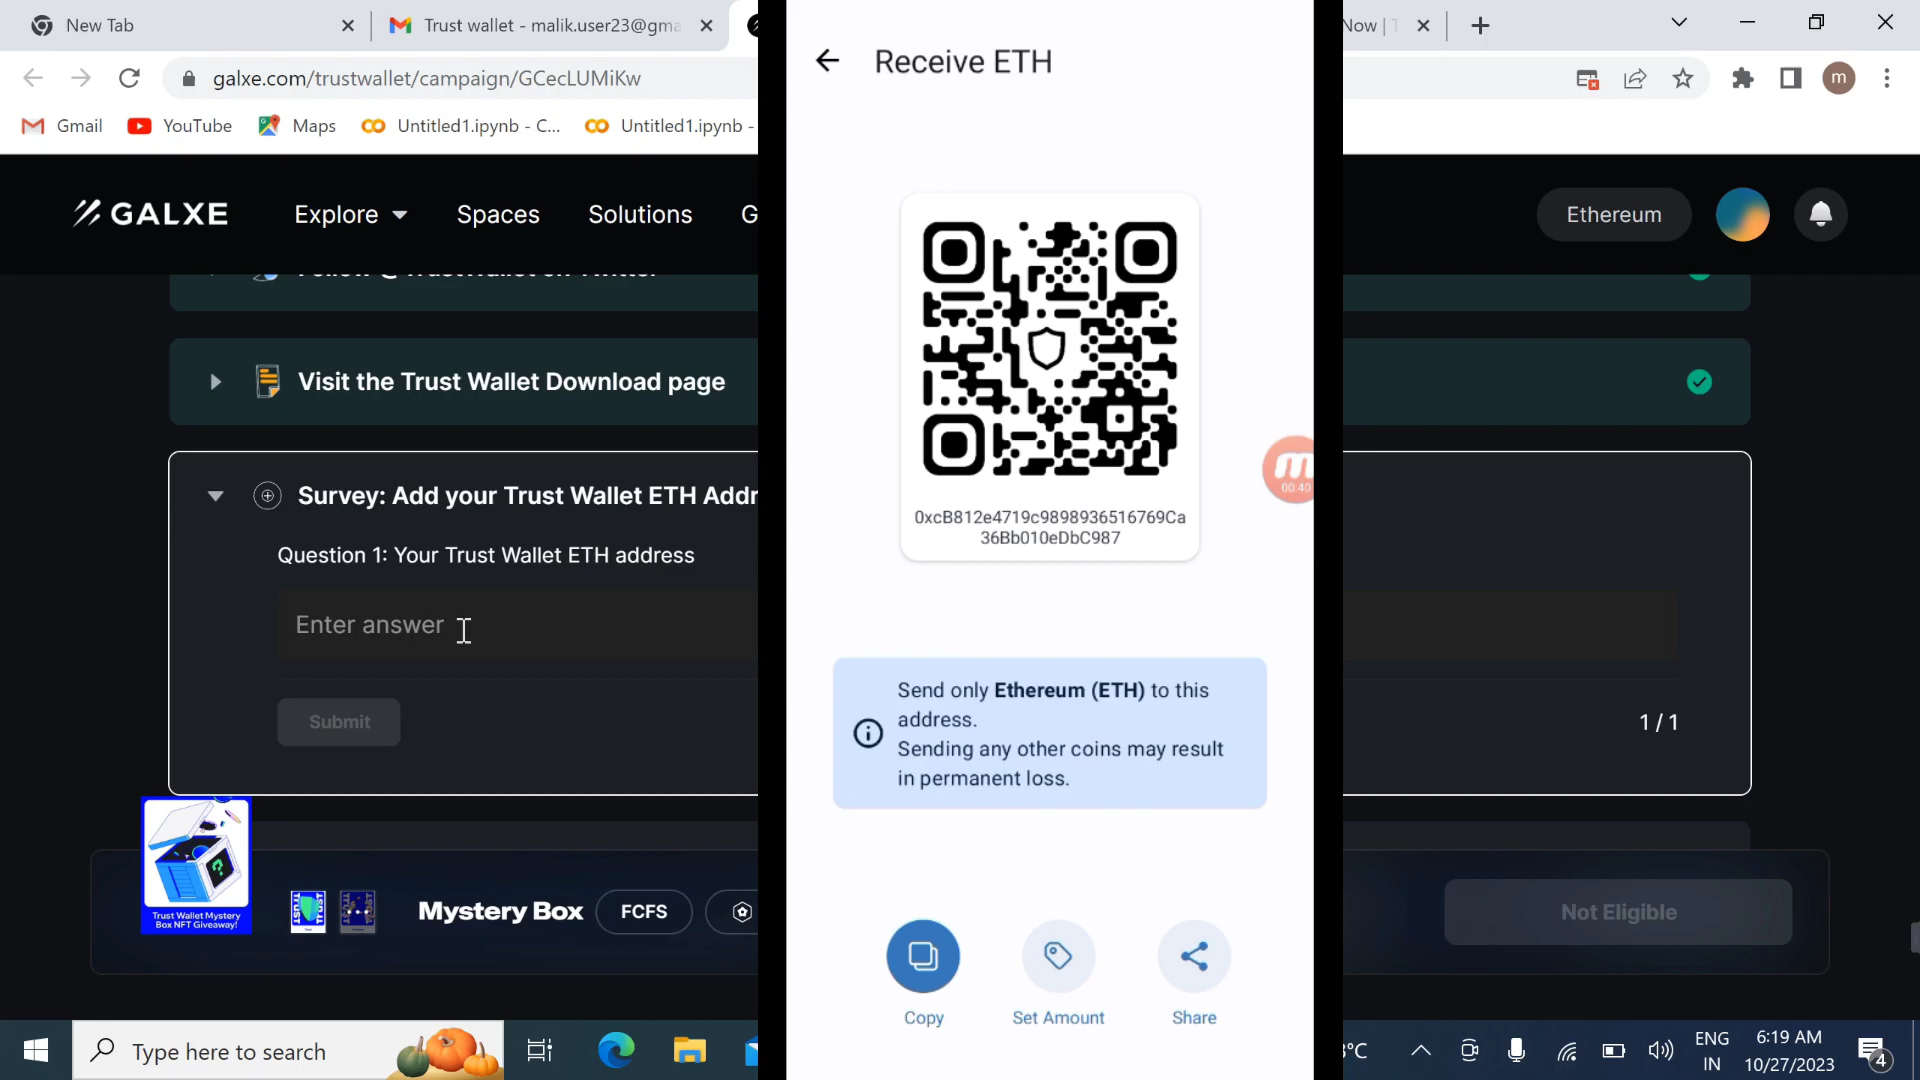 New Tab
Trust wallet - malik.user23@gma
Now | T
galxe.com/trustwallet/campaign/GCecLUMiKw
m
Gmail
YouTube
Maps
Untitled1.ipynb - C...
Untitled1.ipynb -
GALXE
Explore
Spaces
Solutions
G
Ethereum
Follow @TrustWallet on Twitter
Visit the Trust Wallet Download page
Survey: Add your Trust Wallet ETH Addr
Question 1: Your Trust Wallet ETH address
Enter answer
Submit
1 / 1
Trust Wallet Mystery
Box NFT Giveaway!
Mystery Box
FCFS
Not Eligible
Receive ETH
0xcB812e4719c9898936516769Ca
36Bb010eDbC987
00:40
Send only Ethereum (ETH) to this
address.
Sending any other coins may result
in permanent loss.
Copy
Set Amount
Share
Type here to search
3°C
ENG
IN
6:19 AM
10/27/2023
4